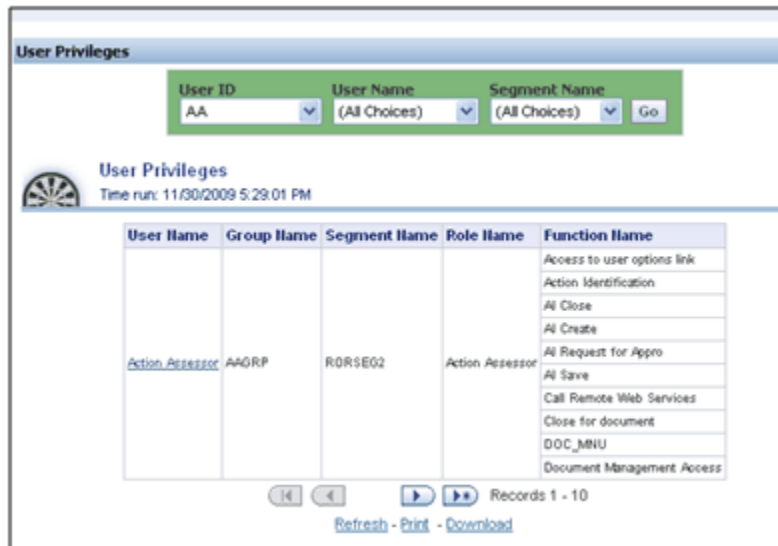 User Privileges
User ID User Name Segment Name
AA (All Choices) (All Choices) Go
User Privileges
Time run: 11/30/2009 5:29:01 PM
User Name Group Name Segment Name Role Name Function Name
Access to user options link
Action Identification
AI Close
AI Create
Action Assessor AAGRP RORSEG2 Action Assessor AI Request for Appro
AI Save
Call Remote Web Services
Close for document
DOC_MNU
Document Management Access
Records 1 - 10
Refresh - Print - Download